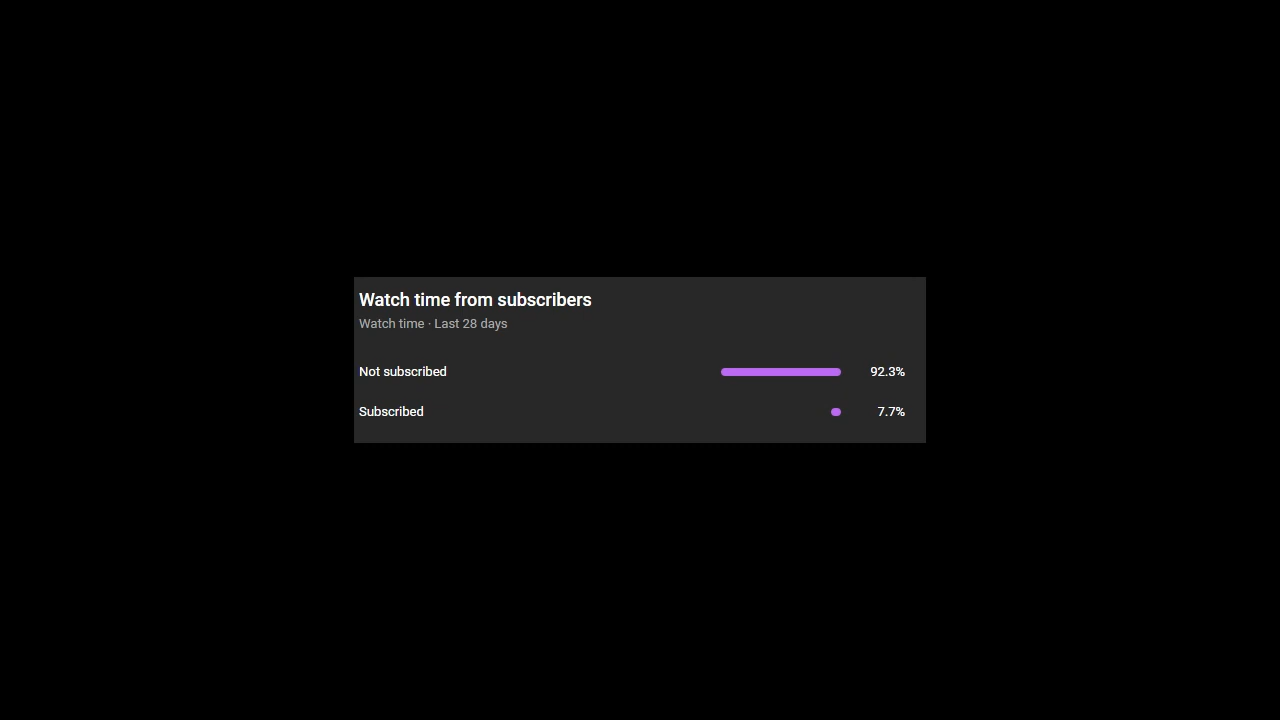 Watch time from subscribers
Watch time · Last 28 days
Not subscribed 92.3%
Subscribed 7.7%